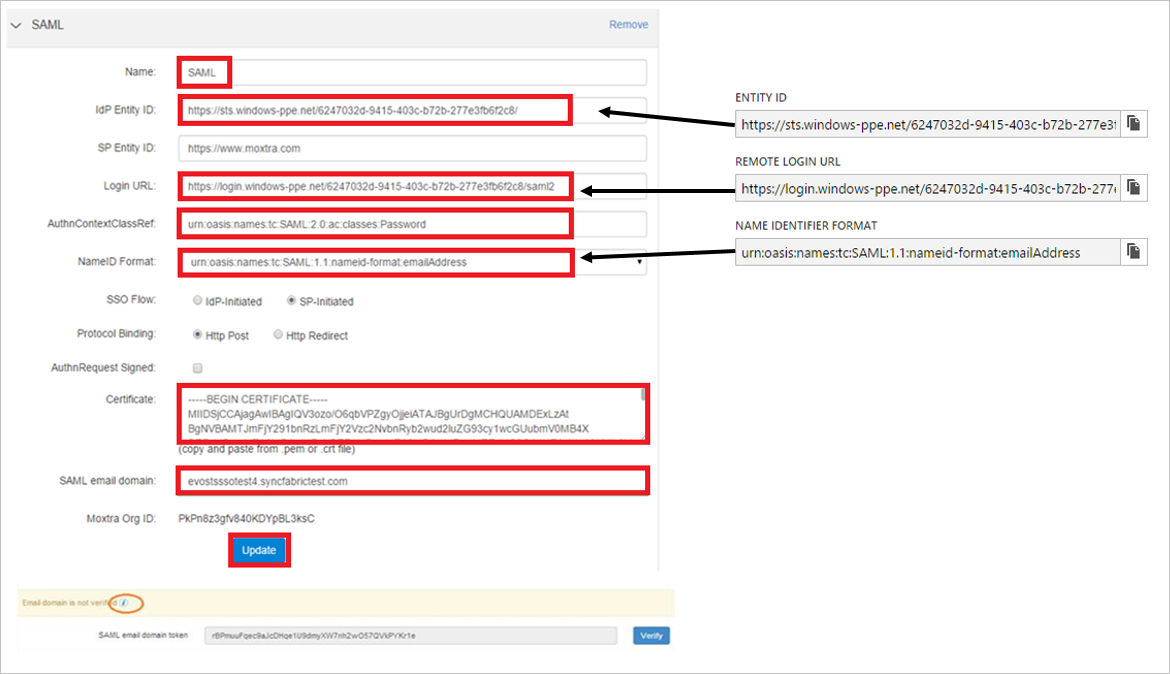 SAML
Remove
Name: SAML
IdP Entity ID: https://sts.windows-ppe.net/6247032d-9415-403c-b72b-277e3fb6f2c8/
ENTITY ID
https://sts.windows-ppe.net/6247032d-9415-403c-b72b-277e3f
SP Entity ID: https://www.moxtra.com
REMOTE LOGIN URL
Login URL: https://login.windows-ppe.net/6247032d-9415-403c-b72b-277e3fb6f2c8/saml2
https://login.windows-ppe.net/6247032d-9415-403c-b72b-277e
AuthnContextClassRef: urn:oasis:names:tc:SAML:2.0:ac:classes:Password
NAME IDENTIFIER FORMAT
NameID Format: urn:oasis:names:tc:SAML:1.1:nameid-format:emailAddress
urn:oasis:names:tc:SAML:1.1:nameid-format:emailAddress
SSO Flow: IdP-Initiated SP-Initiated
Protocol Binding: Http Post Http Redirect
AuthnRequest Signed:
Certificate: -----BEGIN CERTIFICATE-----
(copy and paste from .pem or .crt file)
SAML email domain: evostsssotest4.syncfabrictest.com
Moxtra Org ID: PkPn8z3gfv840KDYpBL3ksC
Update
Email domain is not verified
SAML email domain token
Verify